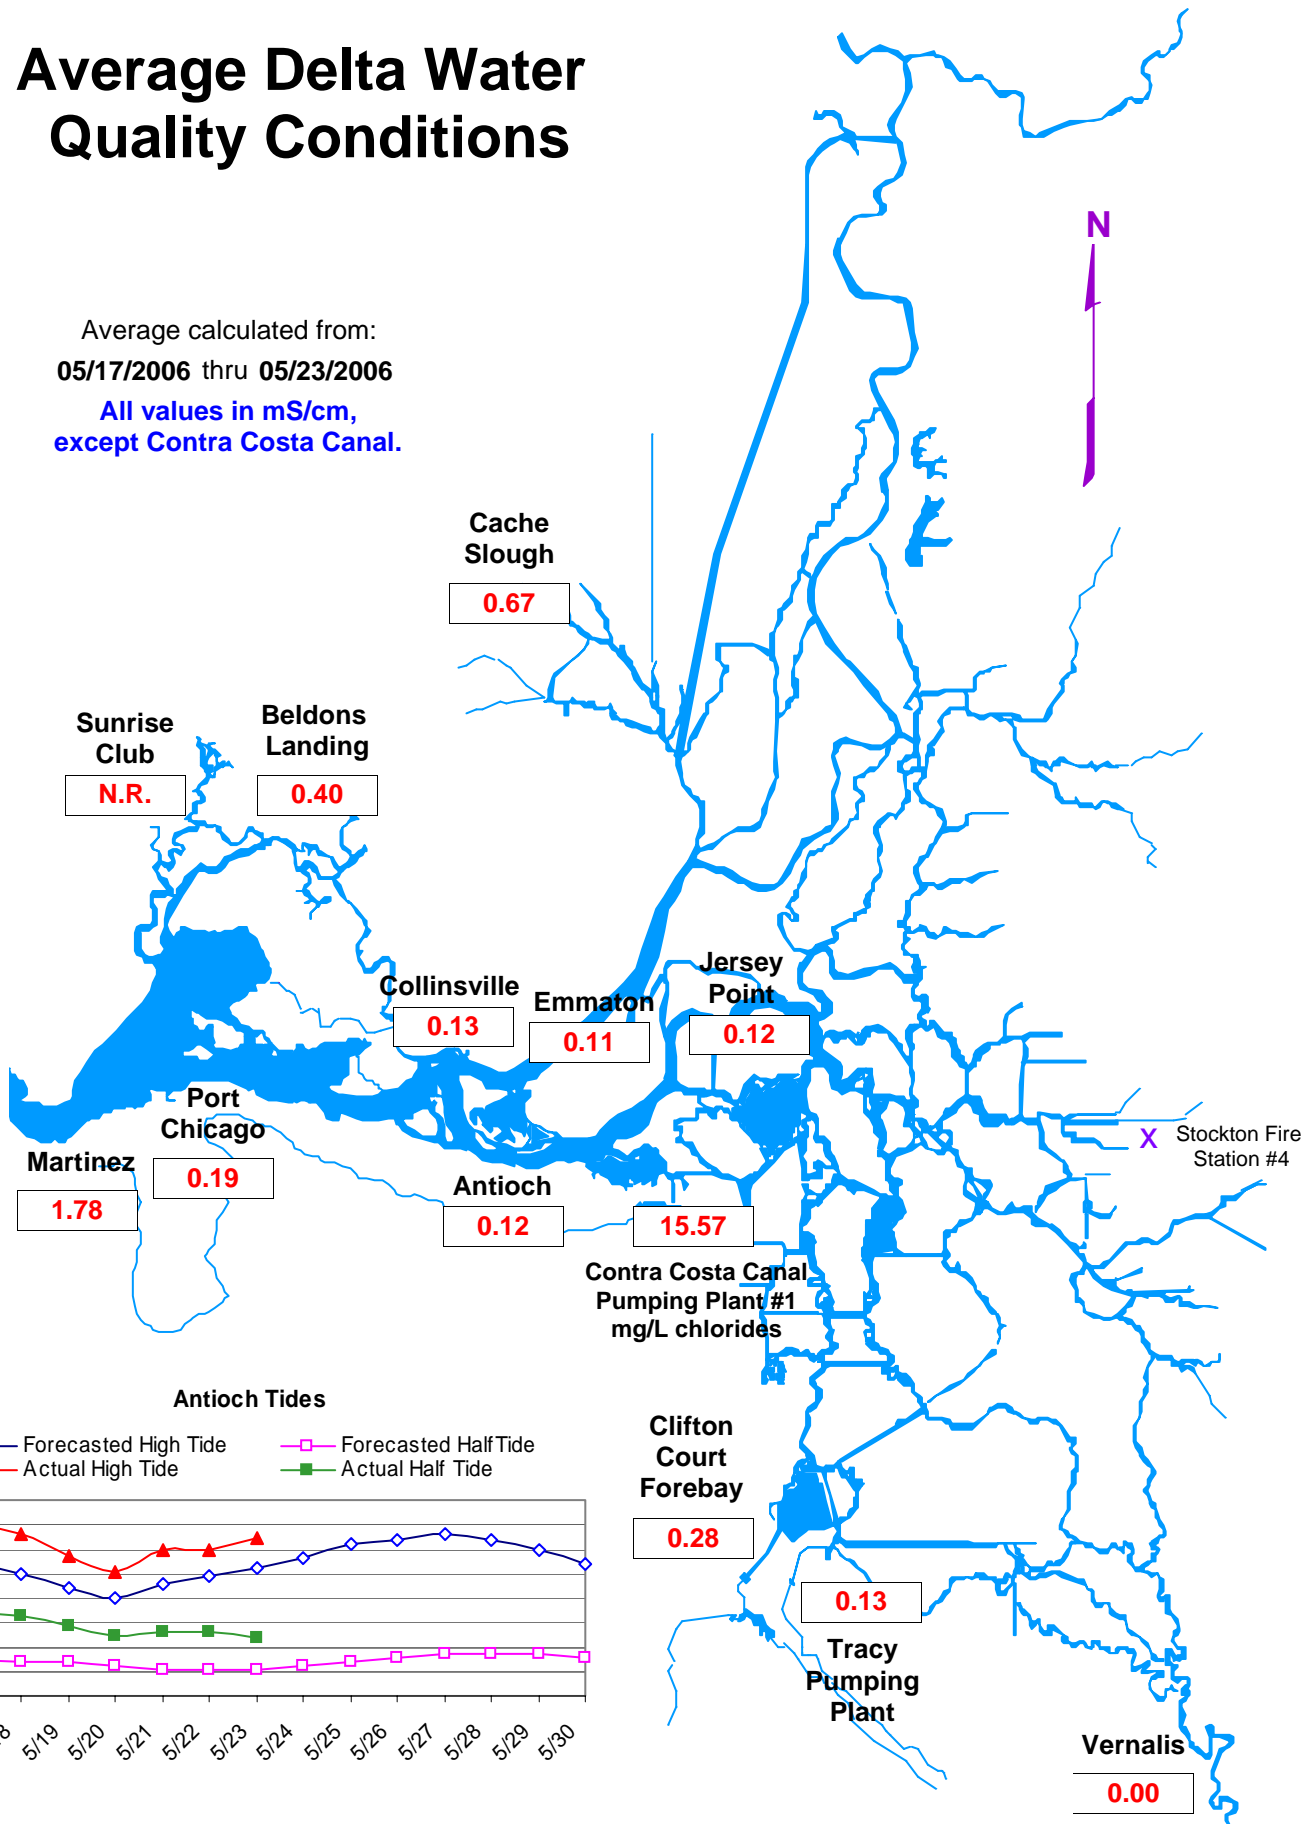 Average Delta Water
Quality Conditions
N
Average calculated from:
05/17/2006 thru 05/23/2006
All values in mS/cm,
except Contra Costa Canal.
Cache
Slough
0.67
Sunrise
Club
N.R.
Beldons
Landing
0.40
Collinsville
0.13
Emmaton
0.11
Jersey
Point
0.12
Port
Chicago
0.19
Martinez
1.78
Antioch
0.12
15.57
Contra Costa Canal
Pumping Plant #1
mg/L chlorides
X
Stockton Fire
Station #4
Antioch Tides
Forecasted High Tide
Forecasted Half Tide
Actual High Tide
Actual Half Tide
8
5/19
5/20
5/21
5/22
5/23
5/24
5/25
5/26
5/27
5/28
5/29
5/30
Clifton
Court
Forebay
0.28
0.13
Tracy
Pumping
Plant
Vernalis
0.00